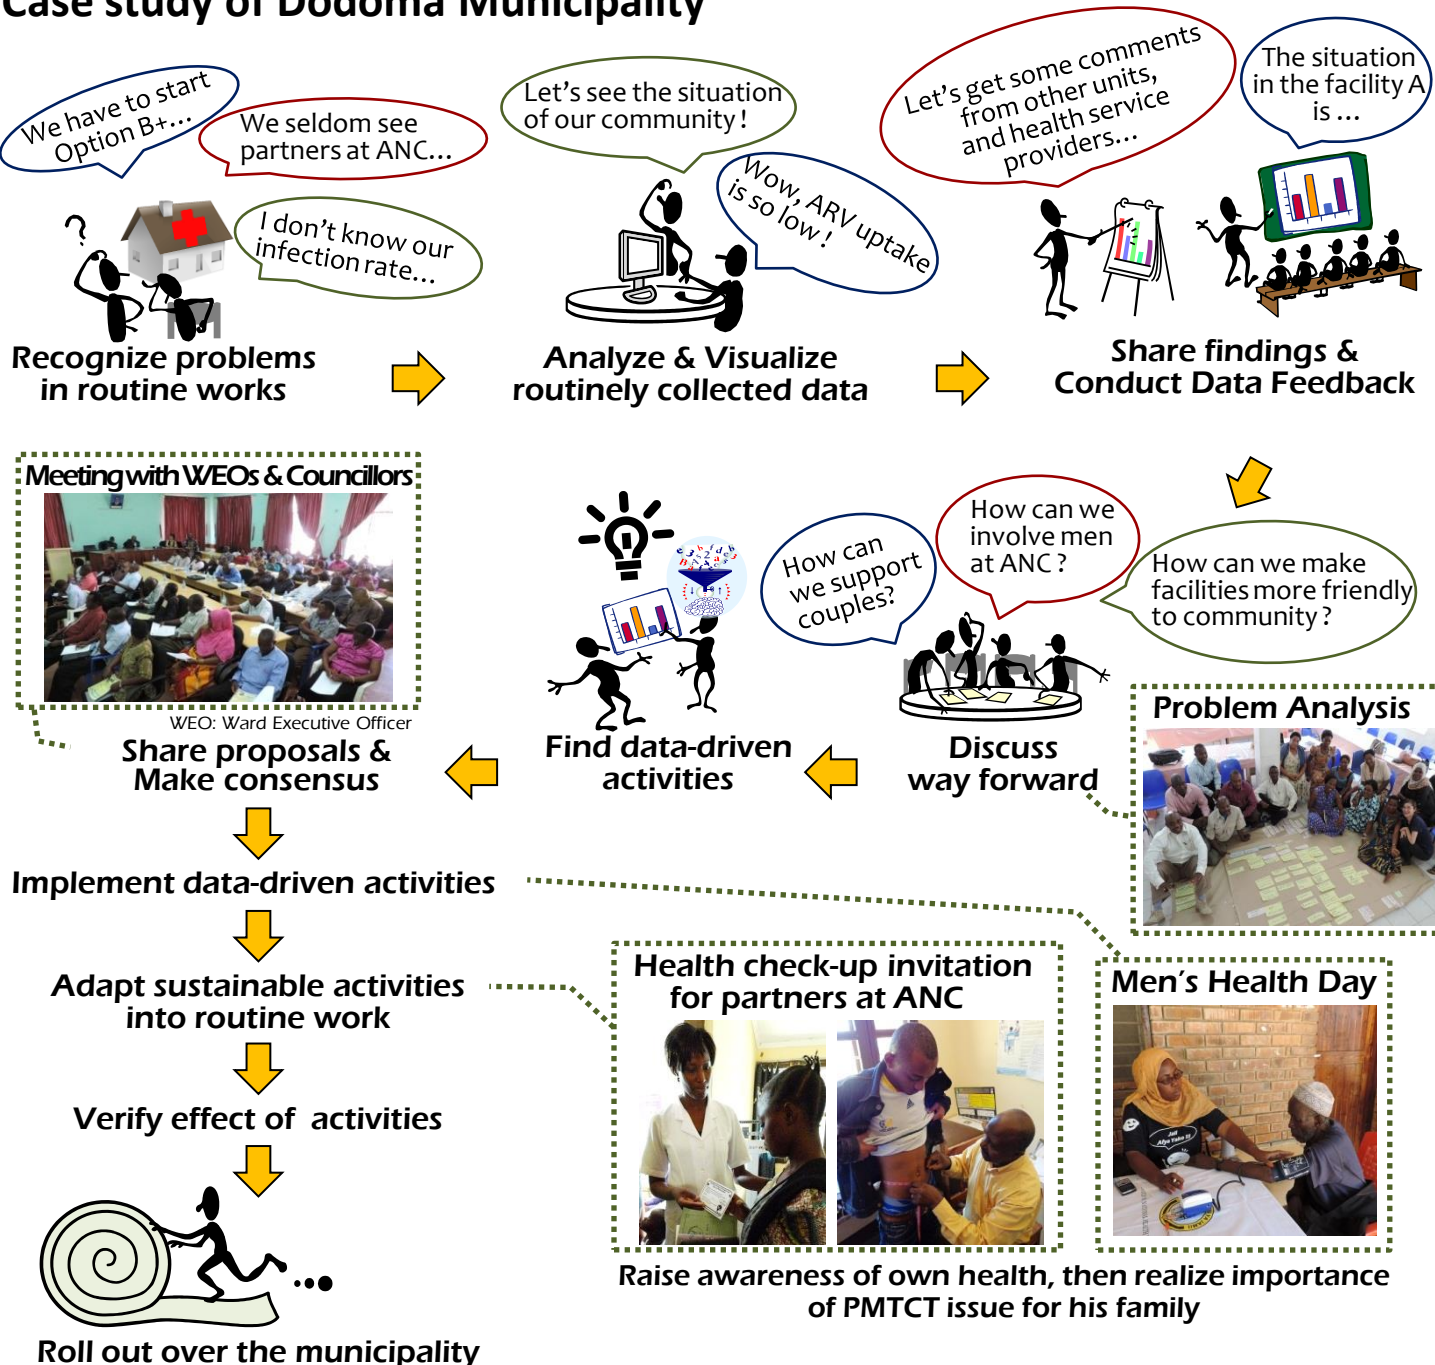 Case study of Dodoma Municipality
We have to start
Option B+...
We seldom see
partners at ANC...
I don't know our
infection rate...
Recognize problems
in routine works
Let's see the situation
of our community !
Wow, ARV uptake
is so low !
Analyze & Visualize
routinely collected data
Let's get some comments
from other units,
and health service
providers...
The situation
in the facility A
is ...
Share findings &
Conduct Data Feedback
How can we
involve men
at ANC ?
How can
we support
couples?
How can we make
facilities more friendly
to community ?
Discuss
way forward
Problem Analysis
Find data-driven
activities
Meeting with WEOs & Councillors
WEO: Ward Executive Officer
Share proposals &
Make consensus
Implement data-driven activities
Adapt sustainable activities
into routine work
Verify effect of activities
Roll out over the municipality
Health check-up invitation
for partners at ANC
Men's Health Day
Jali
Afya Yako !!!
Raise awareness of own health, then realize importance
of PMTCT issue for his family